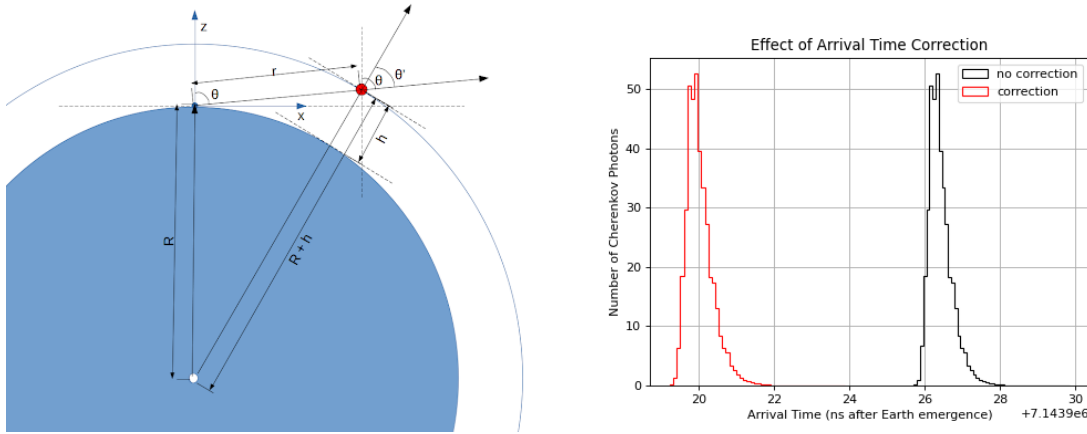 z
r
θ
θ
θ'
x
h
R
R + h
Effect of Arrival Time Correction
no correction
correction
Number of Cherenkov Photons
50
40
30
20
10
0
20 22 24 26 28 30
Arrival Time (ns after Earth emergence) +7.1439e6